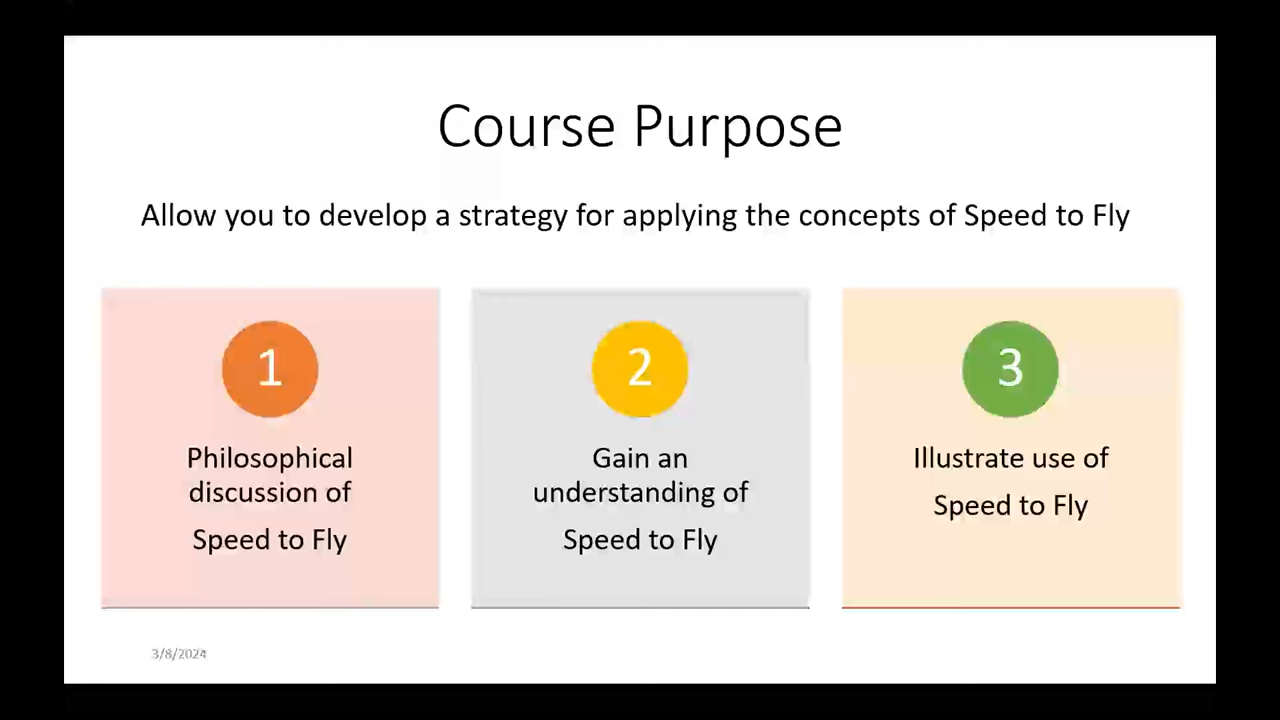 Course Purpose
Allow you to develop a strategy for applying the concepts of Speed to Fly
1
Philosophical
discussion of
Speed to Fly
2
Gain an
understanding of
Speed to Fly
3
Illustrate use of
Speed to Fly
3/8/2024